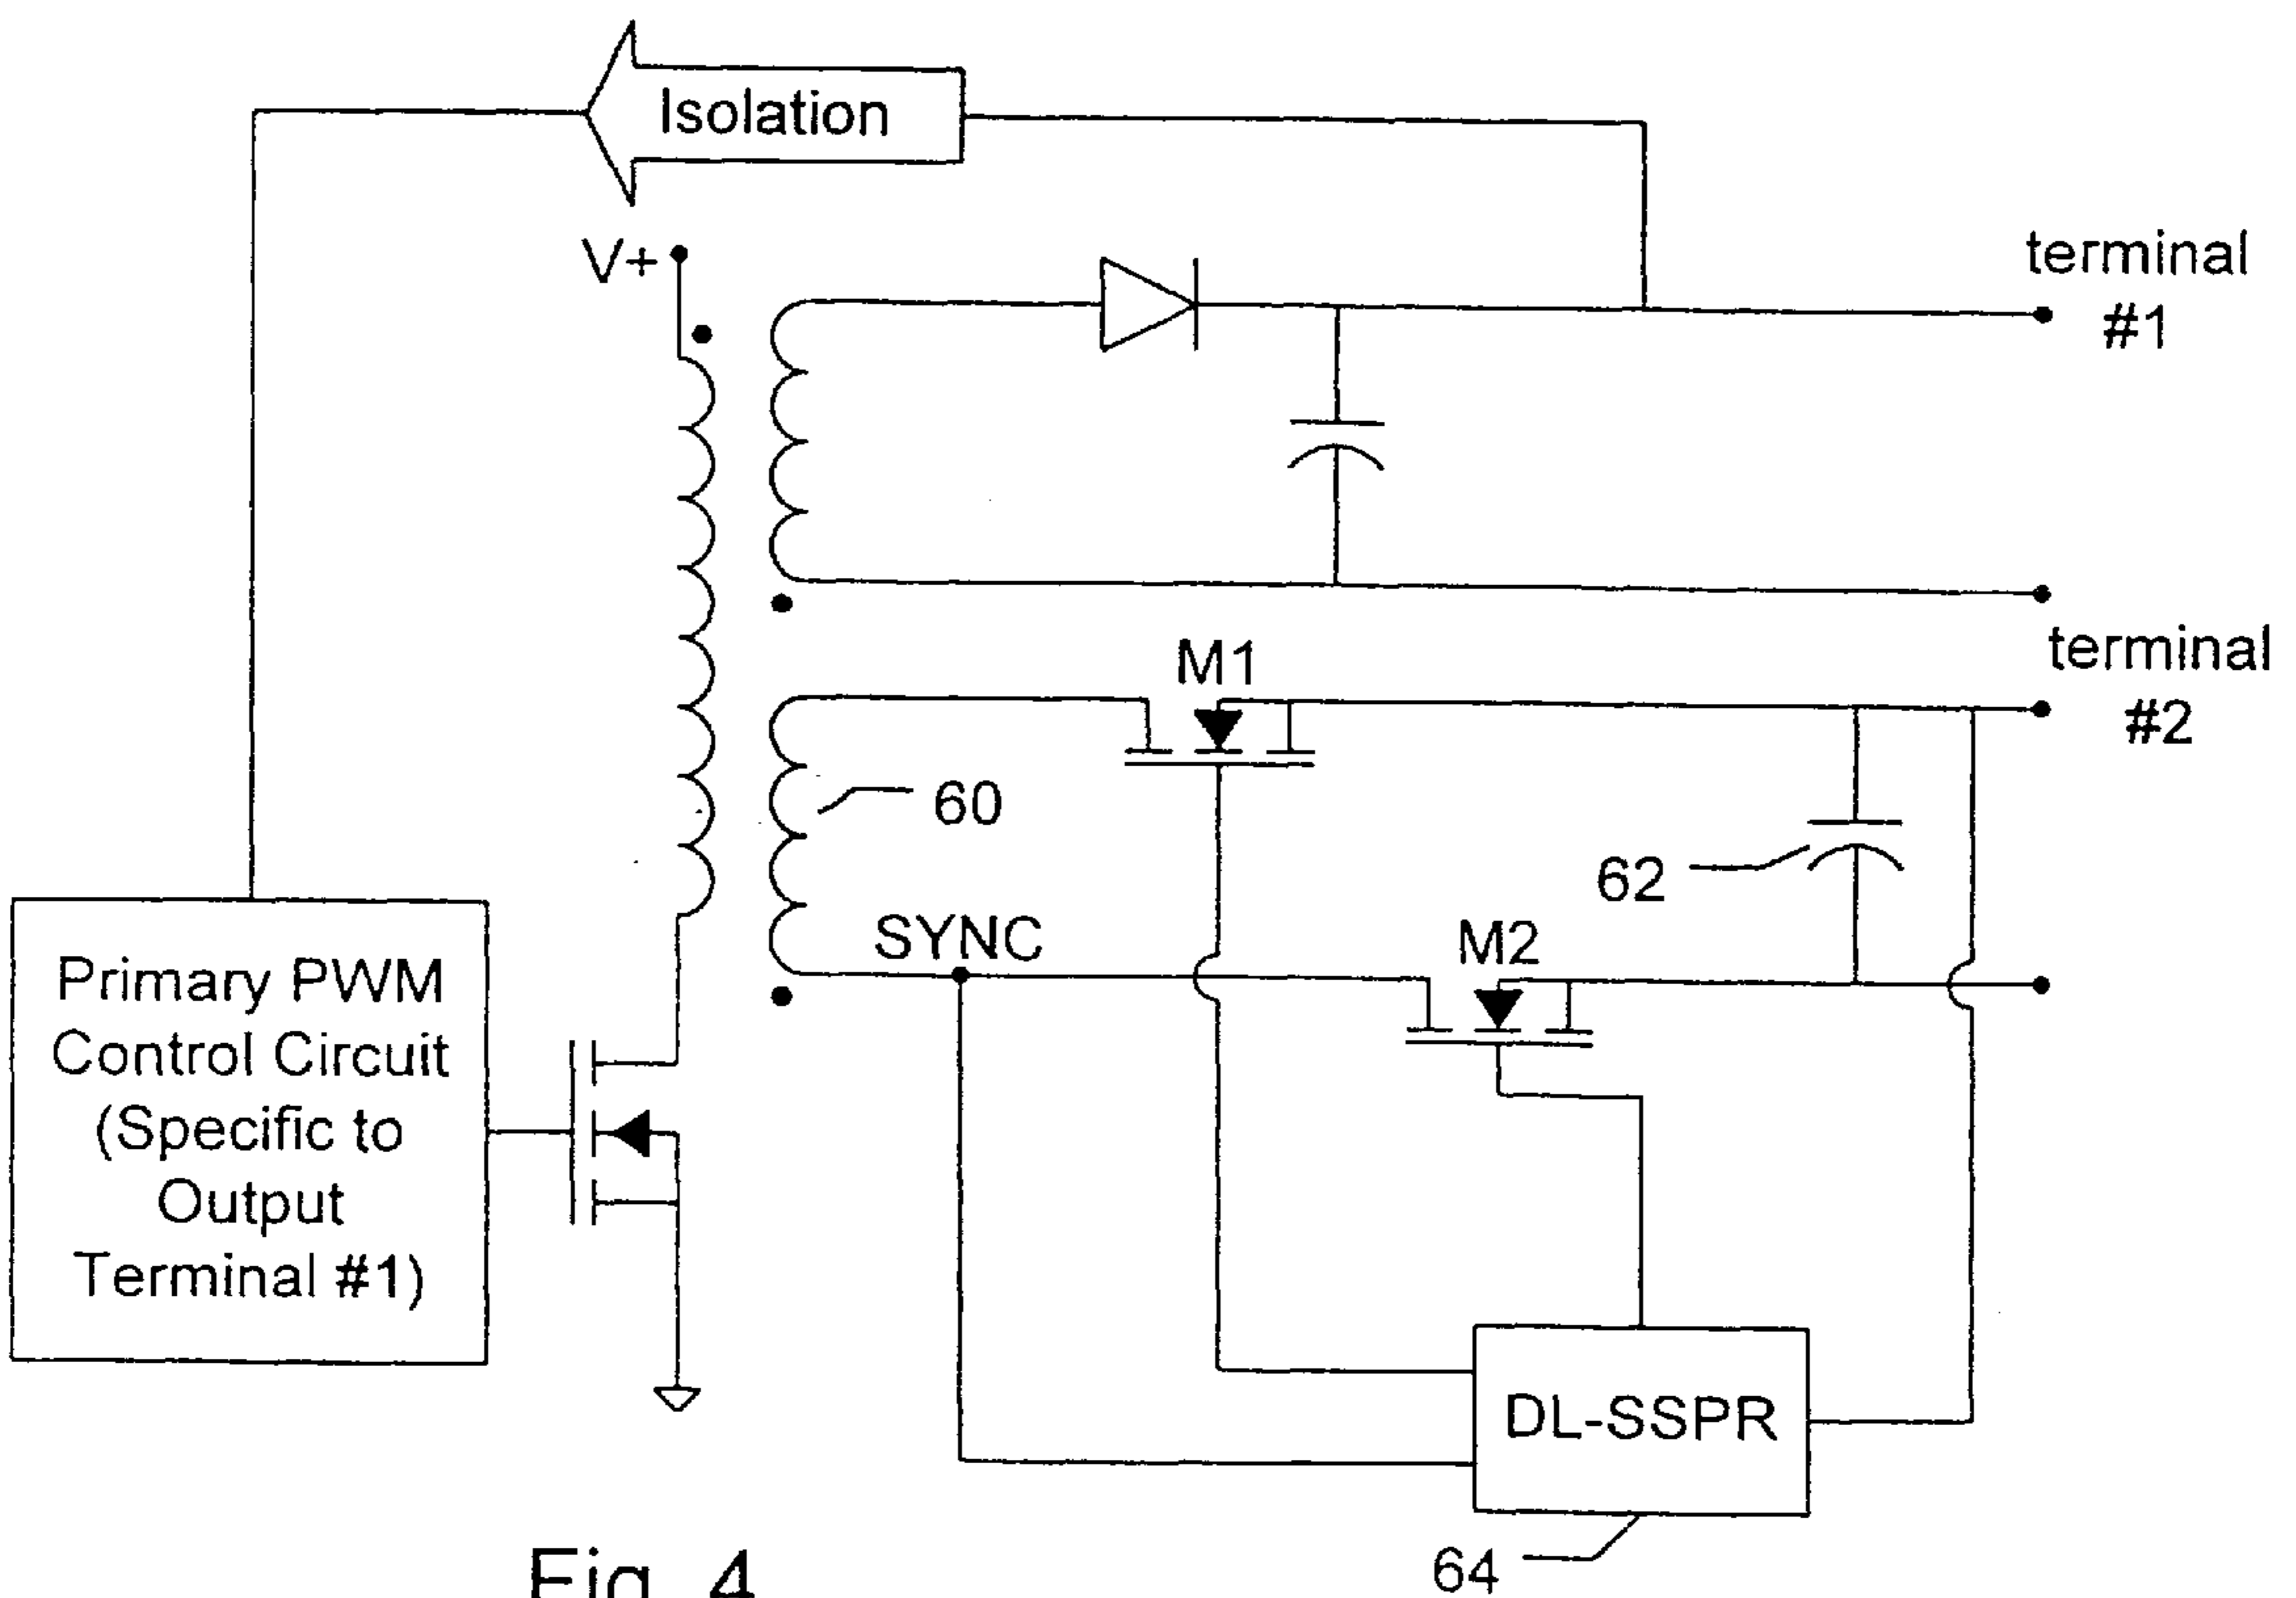 Isolation
V+
terminal
#1
terminal
#2
M1
60
62
SYNC
M2
Primary PWM
Control Circuit
(Specific to
Output
Terminal #1)
DL-SSPR
64
Fig. 4